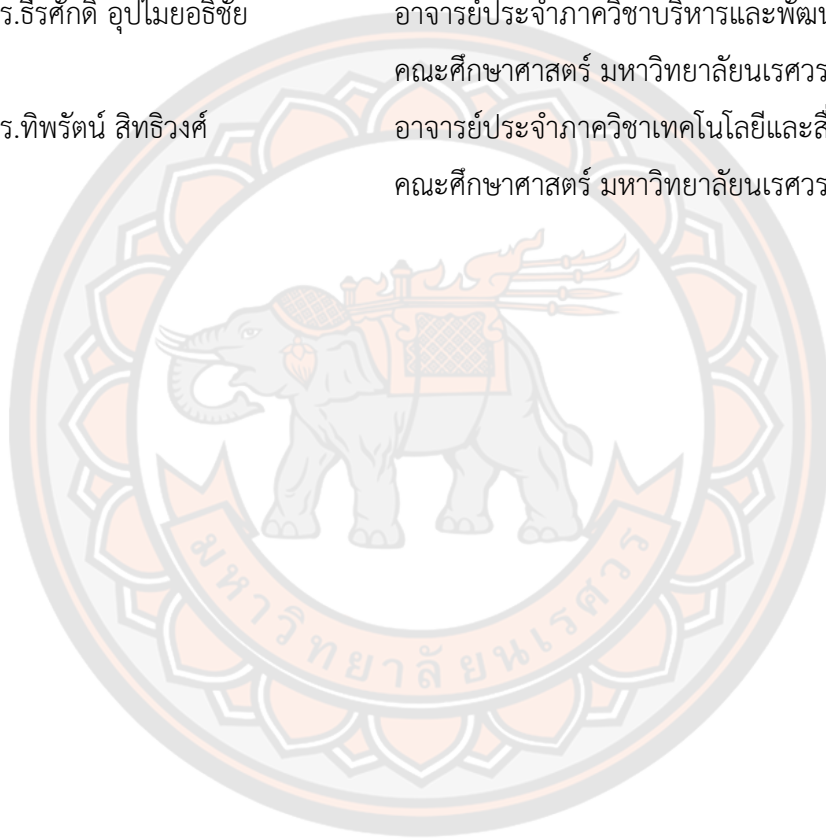 ร.ธีรศักดิ์ อุปไมยอธิชัย อาจารย์ประจำภาควิชาบริหารและพัฒน
คณะศึกษาศาสตร์ มหาวิทยาลัยนเรศวร
ร.ทิพรัตน์ สิทธิวงศ์ อาจารย์ประจำภาควิชาเทคโนโลยีและสื่
คณะศึกษาศาสตร์ มหาวิทยาลัยนเรศวร
มหาวิทยาลัยนเรศวร